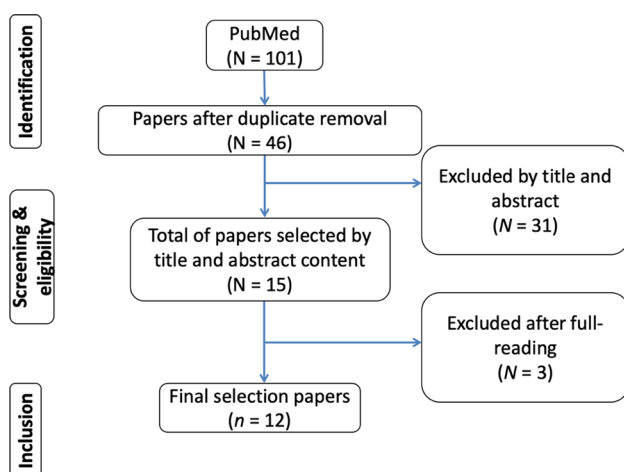 Identification
PubMed
(N = 101)
Papers after duplicate removal
(N = 46)
Excluded by title and
abstract
(N = 31)
Screening &
eligibility
Total of papers selected by
title and abstract content
(N = 15)
Excluded after full-
reading
(N = 3)
Inclusion
Final selection papers
(n = 12)